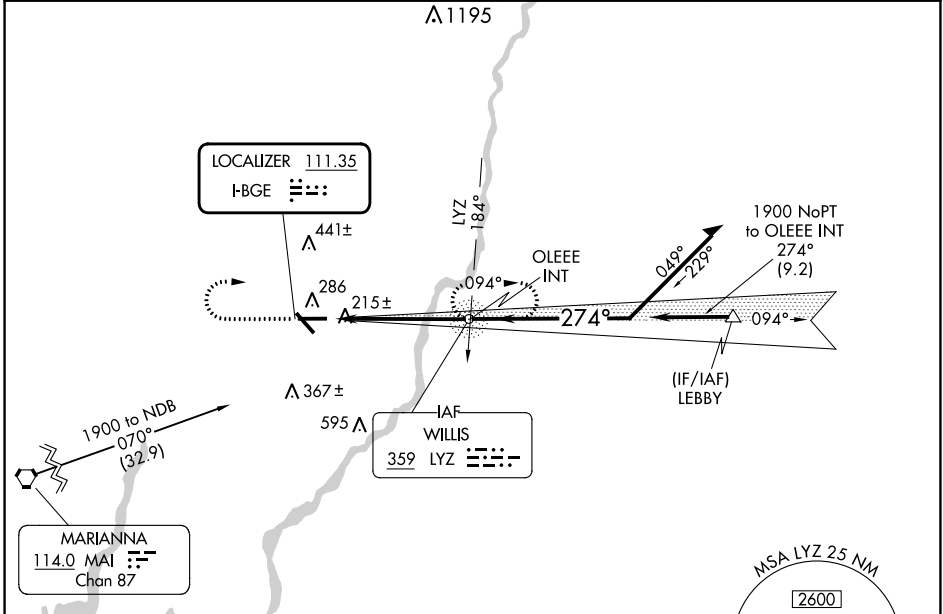 1195
LOCALIZER 111.35
I-BGE
441±
286
215±
LYZ
184°
OLEEE
INT
094°
049°
229°
1900 NoPT
to OLEEE INT
274°
(9.2)
274°
094°
(IF/IAF)
LEBBY
367±
595
IAF
WILLIS
359 LYZ
1900 to NDB
070°
(32.9)
MARIANNA
114.0 MAI
Chan 87
MSA LYZ 25 NM
2600